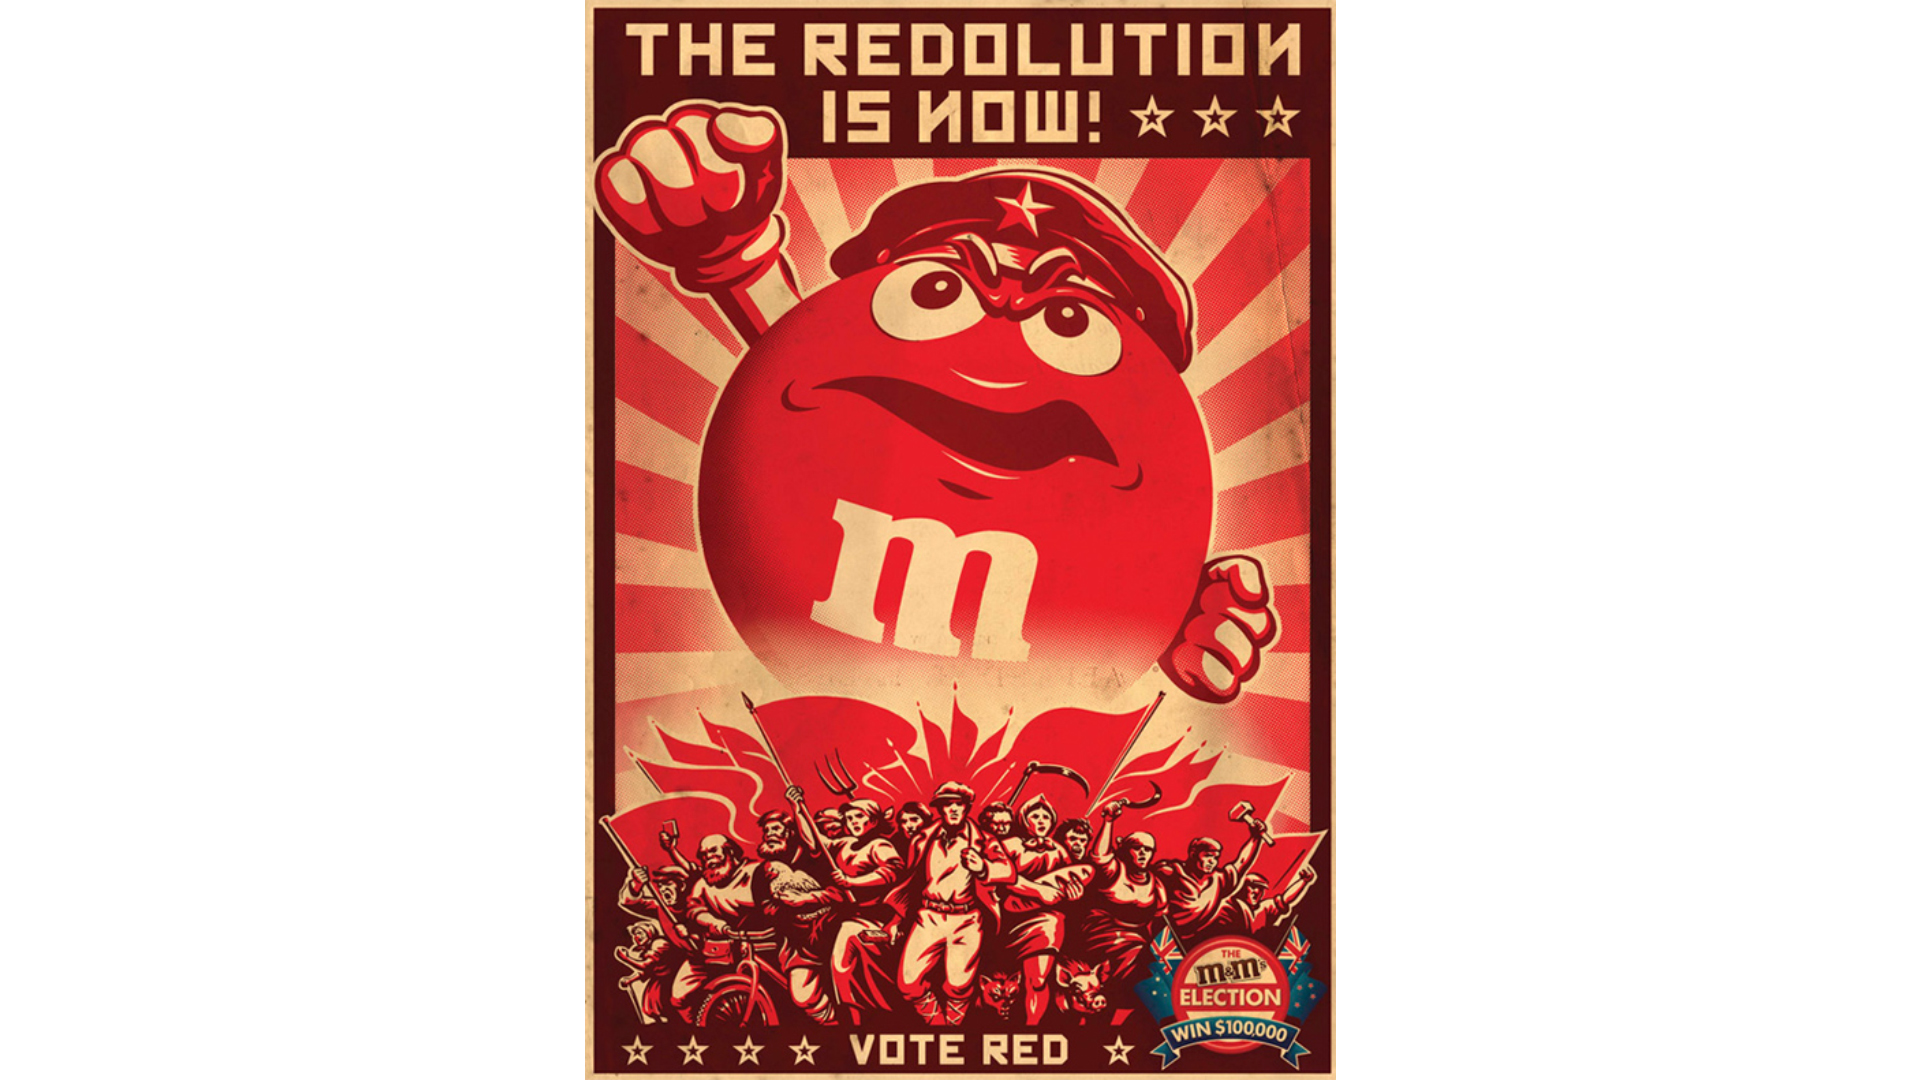 THE REDOLUTION
IS NOW!
m
THE
m&m's
ELECTION
WIN $100,000
VOTE RED